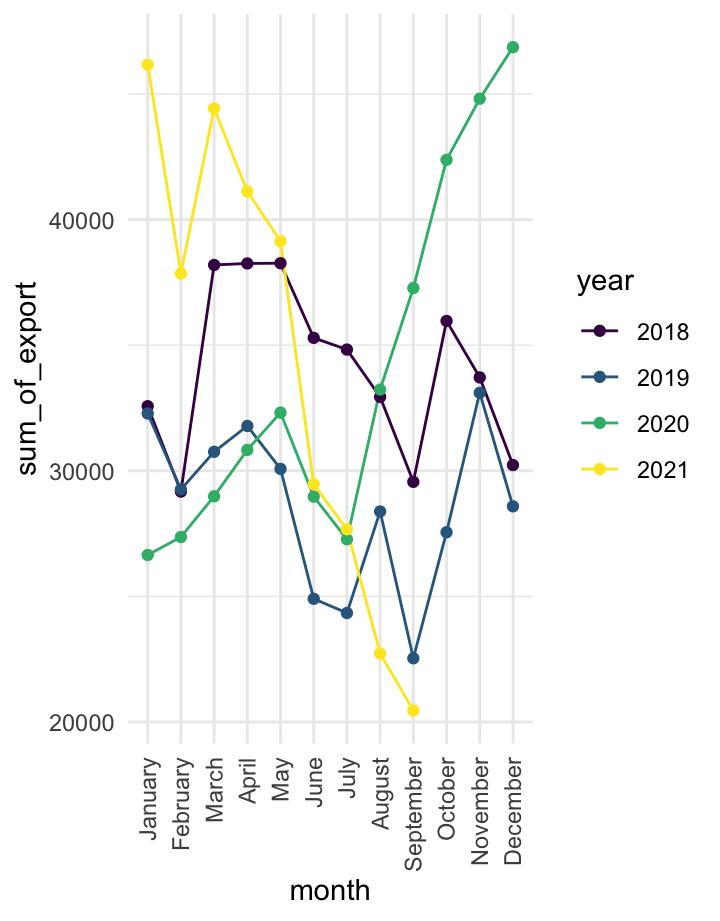 sum_of_export
40000
30000
20000
January
February
March
April
May
June
July
August
September
October
November
December
month
year
2018
2019
2020
2021